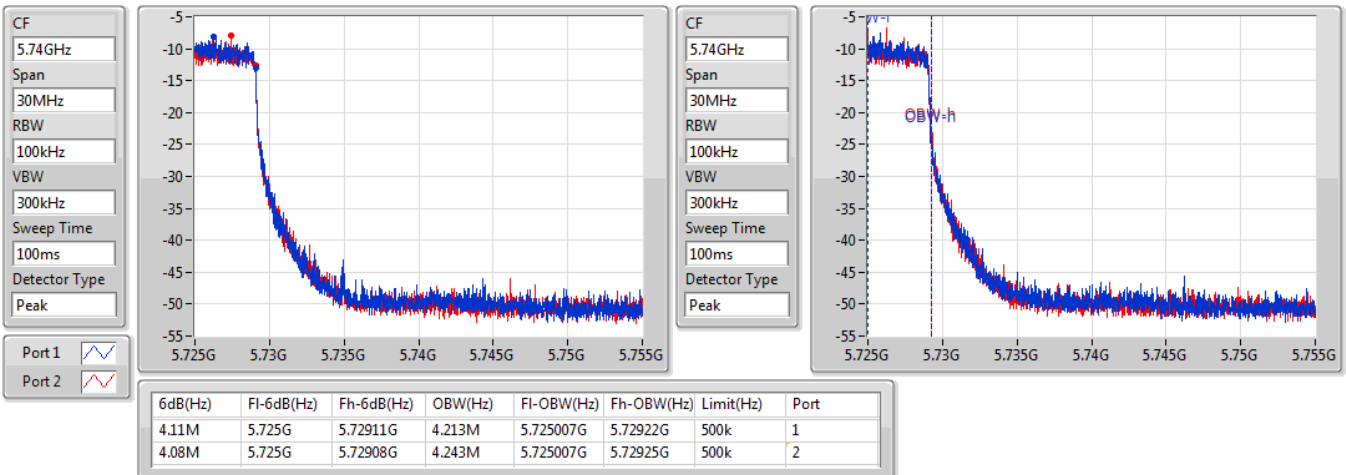 CF
5.74GHz
Span
30MHz
RBW
100kHz
VBW
300kHz
Sweep Time
100ms
Detector Type
Peak
Port 1
Port 2
-5
-10
-15
-20
-25
-30
-35
-40
-45
-50
-55
5.725G 5.73G 5.735G 5.74G 5.745G 5.75G 5.755G
CF
5.74GHz
Span
30MHz
RBW
100kHz
VBW
300kHz
Sweep Time
100ms
Detector Type
Peak
-5
-10
-15
-20
-25
-30
-35
-40
-45
-50
-55
OBW-h
5.725G 5.73G 5.735G 5.74G 5.745G 5.75G 5.755G
6dB(Hz) Fl-6dB(Hz) Fh-6dB(Hz) OBW(Hz) Fl-OBW(Hz) Fh-OBW(Hz) Limit(Hz) Port
4.11M 5.725G 5.72911G 4.213M 5.725007G 5.72922G 500k 1
4.08M 5.725G 5.72908G 4.243M 5.725007G 5.72925G 500k 2